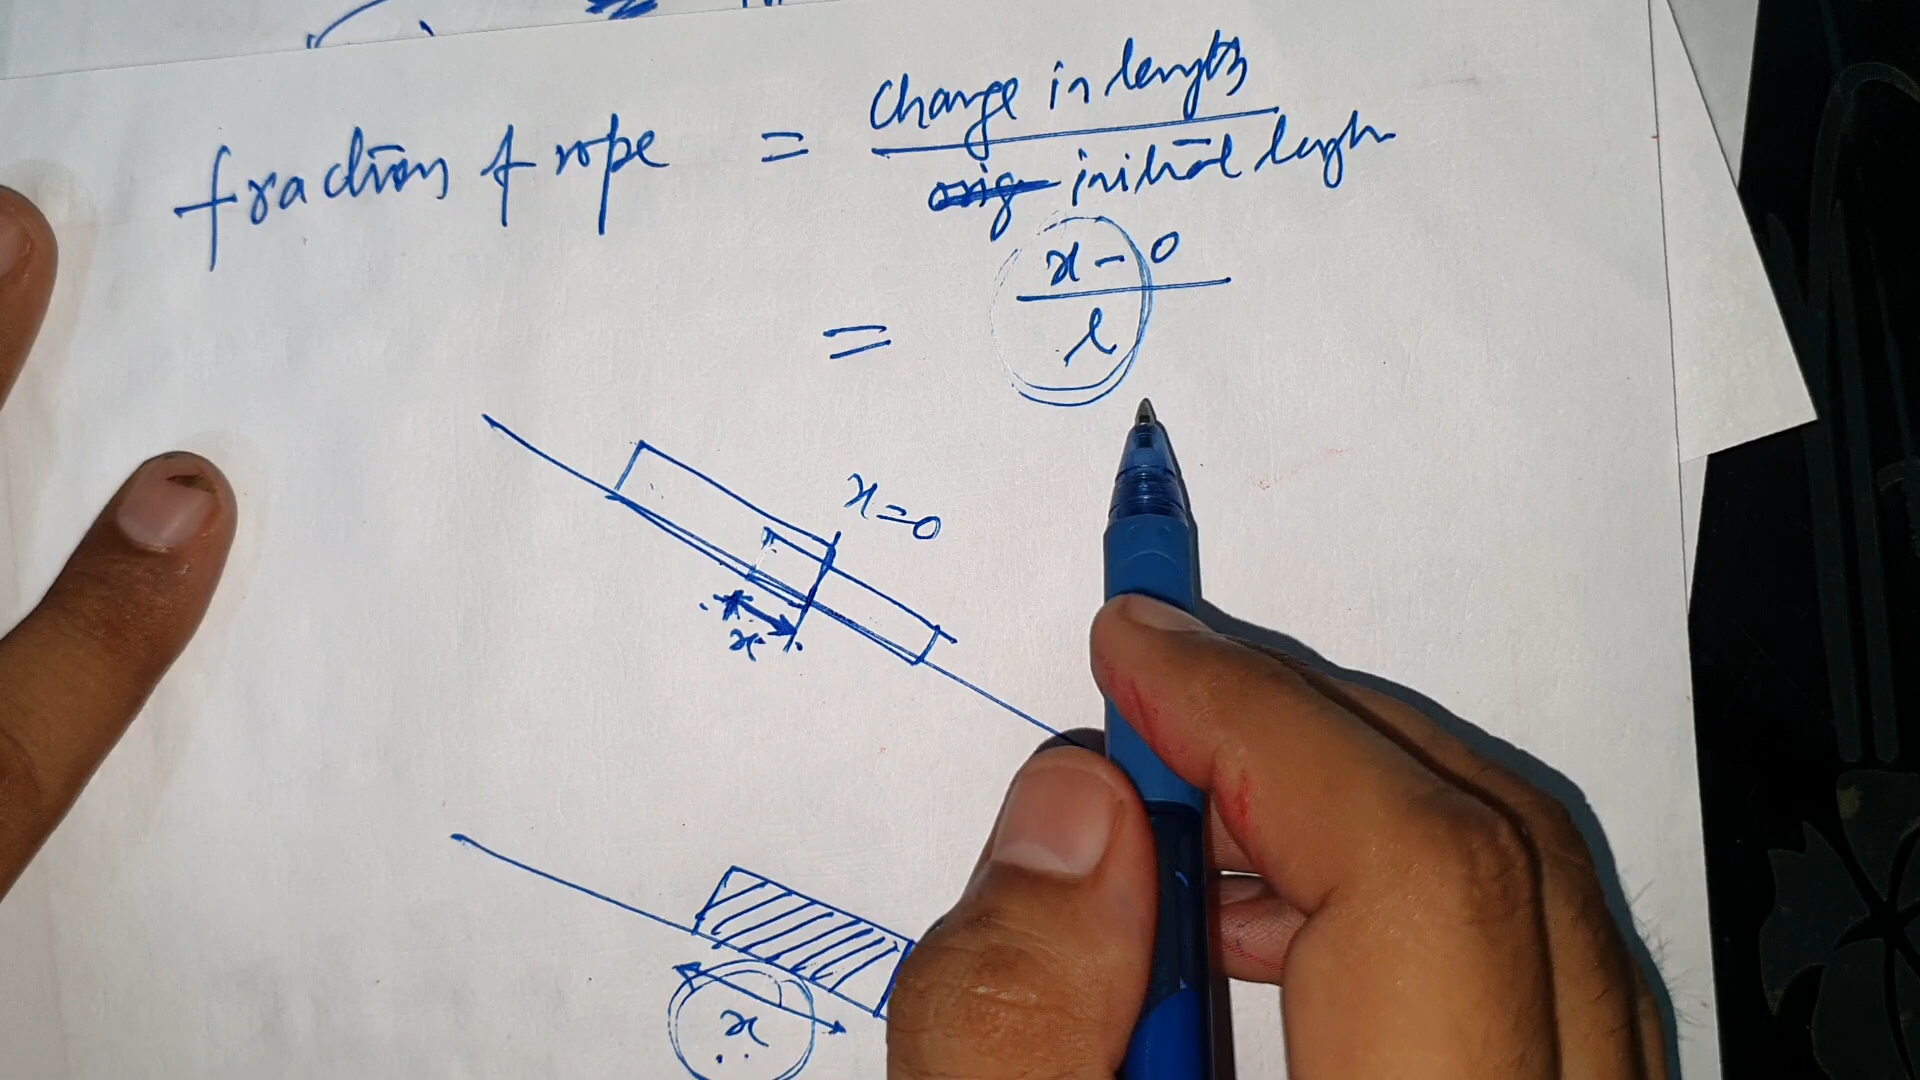 fraction of rope = change in length
orig initial length
= x - 0
l
x=0
x
x